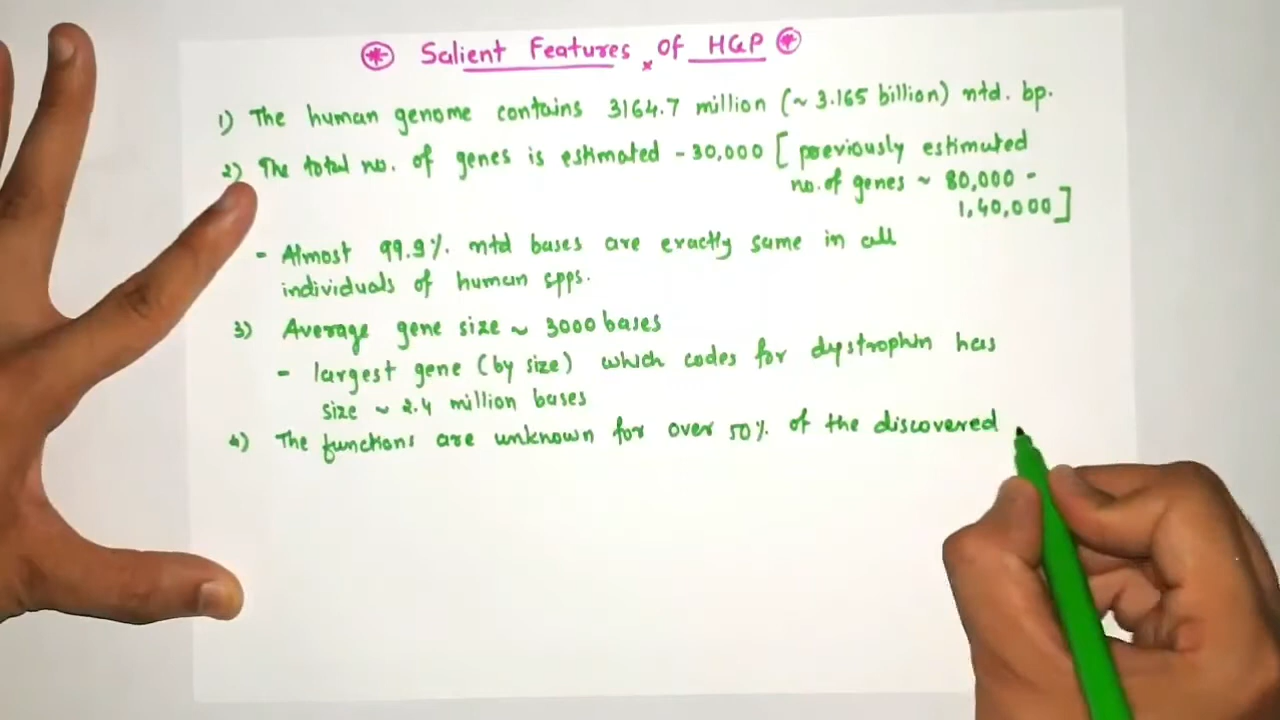 Salient Features of HGP
1) The human genome contains 3164.7 million (~ 3.165 billion) ntd. bp.
2) The total no. of genes is estimated - 30,000 [previously estimated
no. of genes ~ 80,000 -
1,40,000]
- Almost 99.9% ntd bases are exactly same in all
individuals of human spps.
3) Average gene size ~ 3000 bases
- largest gene (by size) which codes for dystrophin has
size ~ 2.4 million bases
4) The functions are unknown for over 50% of the discovered